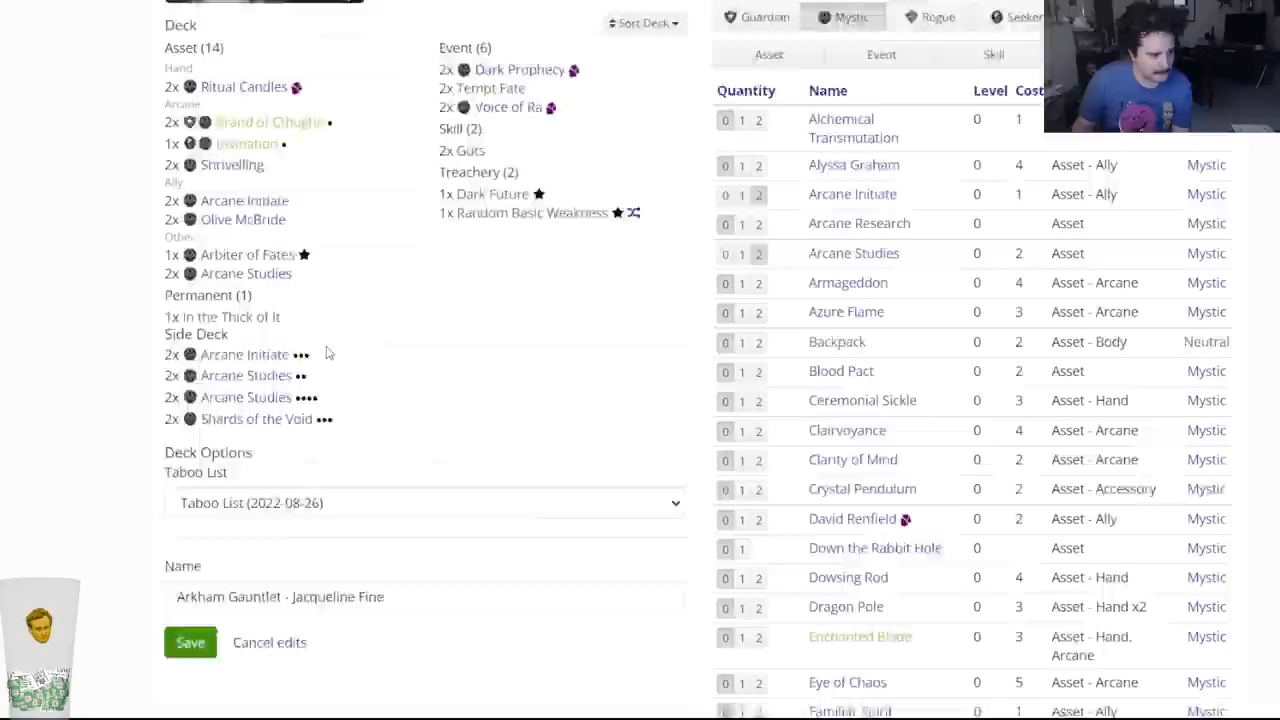 Deck
Sort Deck
Asset (14)
Hand
2x Ritual Candles
Arcane
2x Brand of Cthugha
1x Divination
2x Shrivelling
Ally
2x Arcane Initiate
2x Olive McBride
Other
1x Arbiter of Fates
2x Arcane Studies
Permanent (1)
1x In the Thick of It
Side Deck
2x Arcane Initiate
2x Arcane Studies
2x Arcane Studies
2x Shards of the Void
Event (6)
2x Dark Prophecy
2x Tempt Fate
2x Voice of Ra
Skill (2)
2x Guts
Treachery (2)
1x Dark Future
1x Random Basic Weakness
Deck Options
Taboo List
Taboo List (2022-08-26)
Name
Arkham Gauntlet - Jacqueline Fine
Save Cancel edits
Guardian Mystic Rogue Seeker
Asset Event Skill
Quantity Name Level Cost
0 1 2 Alchemical Transmutation 0 1
0 1 2 Alyssa Graham 0 4 Asset - Ally Mystic
0 1 2 Arcane Initiate 0 1 Asset - Ally Mystic
0 1 2 Arcane Research 0 Asset Mystic
0 1 2 Arcane Studies 0 2 Asset Mystic
0 1 2 Armageddon 0 4 Asset - Arcane Mystic
0 1 2 Azure Flame 0 3 Asset - Arcane Mystic
0 1 2 Backpack 0 2 Asset - Body Neutral
0 1 2 Blood Pact 0 2 Asset Mystic
0 1 2 Ceremonial Sickle 0 3 Asset - Hand Mystic
0 1 2 Clairvoyance 0 4 Asset - Arcane Mystic
0 1 2 Clarity of Mind 0 2 Asset - Arcane Mystic
0 1 2 Crystal Pendulum 0 2 Asset - Accessory Mystic
0 1 2 David Renfield 0 2 Asset - Ally Mystic
0 1 Down the Rabbit Hole 0 Asset Mystic
0 1 2 Dowsing Rod 0 4 Asset - Hand Mystic
0 1 2 Dragon Pole 0 3 Asset - Hand x2 Mystic
0 1 2 Enchanted Blade 0 3 Asset - Hand. Arcane Mystic
0 1 2 Eye of Chaos 0 5 Asset - Arcane Mystic
0 1 2 Familiar Spirit 0 1 Asset - Ally Mystic